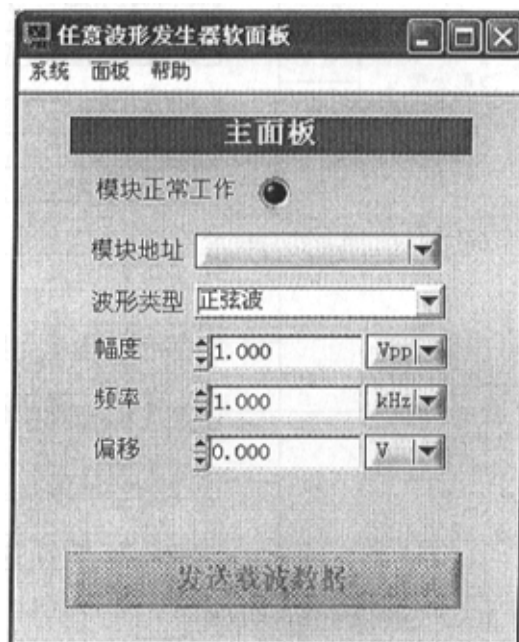 任意波形发生器软面板
系统 面板 帮助
主面板
模块正常工作
模块地址
波形类型 正弦波
幅度 1.000 Vpp
频率 1.000 kHz
偏移 0.000 V
发送载波数据